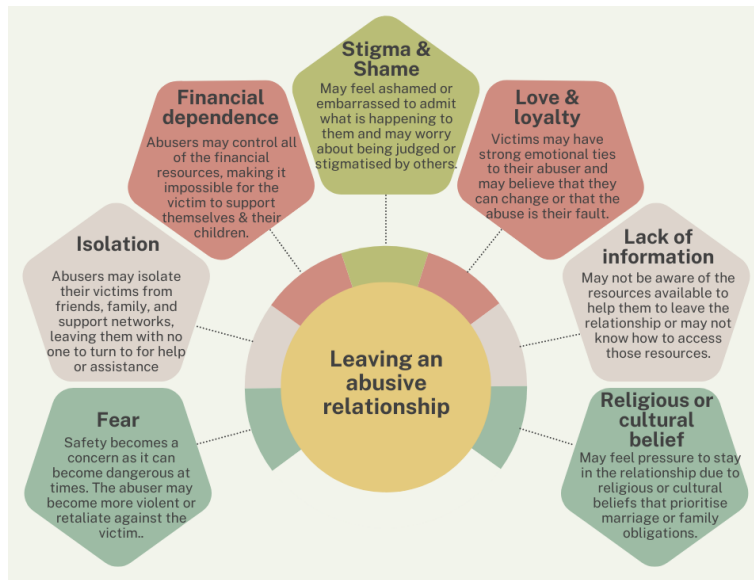 Stigma &
Shame
May feel ashamed or
embarrassed to admit
what is happening to
them and may worry
about being judged or
stigmatised by others.
Financial
dependence
Abusers may control all
of the financial
resources, making it
impossible for the
victim to support
themselves & their
children.
Love &
loyalty
Victims may have
strong emotional ties
to their abuser and
may believe that they
can change or that the
abuse is their fault.
Isolation
Abusers may isolate
their victims from
friends, family, and
support networks,
leaving them with no
one to turn to for help
or assistance
Lack of
information
May not be aware of the
resources available to
help them to leave the
relationship or may not
know how to access
those resources.
Leaving an
abusive
relationship
Fear
Safety becomes a
concern as it can
become dangerous at
times. The abuser may
become more violent or
retaliate against the
victim..
Religious or
cultural
belief
May feel pressure to stay
in the relationship due to
religious or cultural
beliefs that prioritise
marriage or family
obligations.